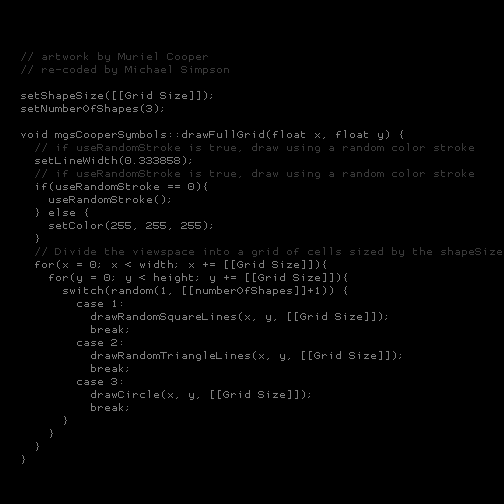 // artwork by Muriel Cooper
// re-coded by Michael Simpson
setShapeSize([[Grid Size]]);
setNumberOfShapes(3);
void mgsCooperSymbols::drawFullGrid(float x, float y) {
// if useRandomStroke is true, draw using a random color stroke
setLineWidth(0.333858);
// if useRandomStroke is true, draw using a random color stroke
if(useRandomStroke == 0){
useRandomStroke();
} else {
setColor(255, 255, 255);
}
// Divide the viewspace into a grid of cells sized by the shapeSize
for(x = 0; x < width; x += [[Grid Size]]){
for(y = 0; y < height; y += [[Grid Size]]){
switch(random(1, [[numberOfShapes]]+1)) {
case 1:
drawRandomSquareLines(x, y, [[Grid Size]]);
break;
case 2:
drawRandomTriangleLines(x, y, [[Grid Size]]);
break;
case 3:
drawCircle(x, y, [[Grid Size]]);
break;
}
}
}
}